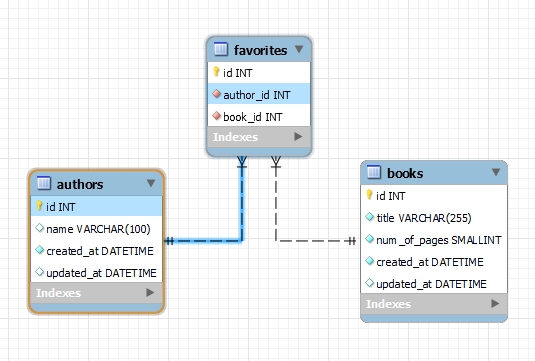 favorites
id INT
author_id INT
book_id INT
Indexes
authors
id INT
name VARCHAR(100)
created_at DATETIME
updated_at DATETIME
Indexes
books
id INT
title VARCHAR(255)
num_of_pages SMALLINT
created_at DATETIME
updated_at DATETIME
Indexes